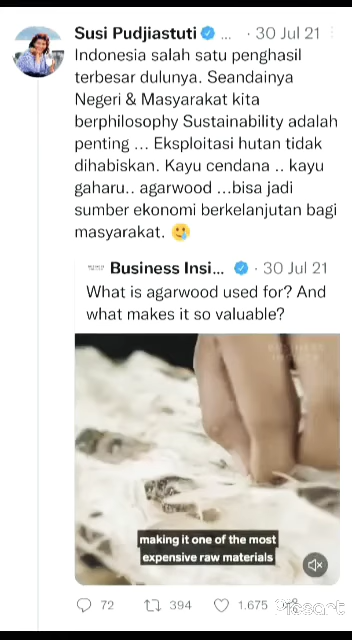 Susi Pudjiastuti ... · 30 Jul 21
Indonesia salah satu penghasil
terbesar dulunya. Seandainya
Negeri & Masyarakat kita
berphilosophy Sustainability adalah
penting ... Eksploitasi hutan tidak
dihabiskan. Kayu cendana .. kayu
gaharu.. agarwood ...bisa jadi
sumber ekonomi berkelanjutan bagi
masyarakat.
Business Insi... · 30 Jul 21
What is agarwood used for? And
what makes it so valuable?
making it one of the most
expensive raw materials
72 394 1.675
Picsart